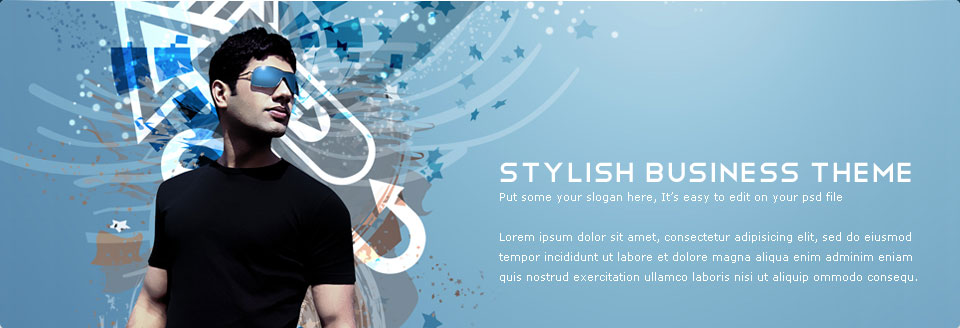 STYLISH BUSINESS THEME
Put some your slogan here, It's easy to edit on your psd file
Lorem ipsum dolor sit amet, consectetur adipisicing elit, sed do eiusmod
tempor incididunt ut labore et dolore magna aliqua enim adminim eniam
quis nostrud exercitation ullamco laboris nisi ut aliquip ommodo consequ.